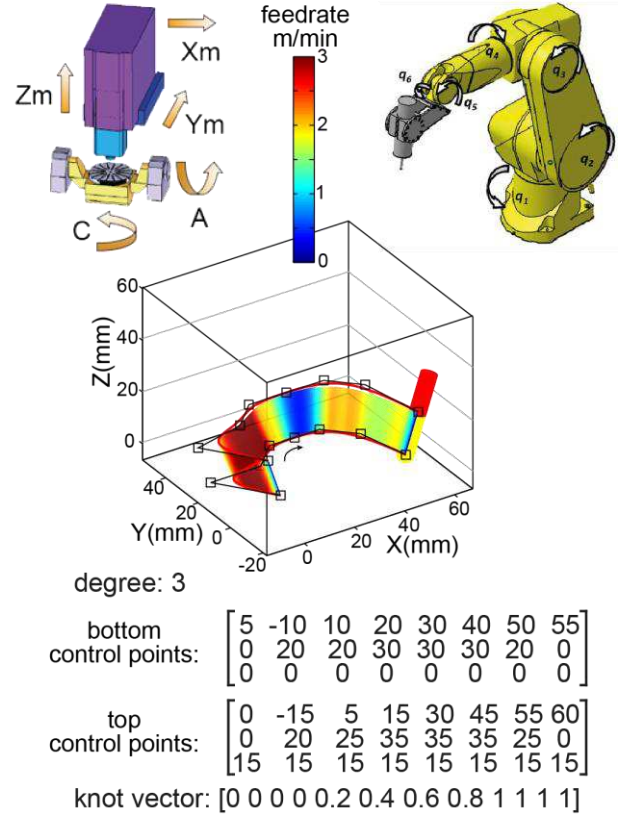 Xm
Zm
Ym
C
A
feedrate
m/min
3
2
1
0
q4
q3
q6
q5
q2
q1
60
40
20
0
Z(mm)
40
20
0
-20
Y(mm)
0
20
40
60
X(mm)
degree: 3
bottom
control points:
5 -10 10 20 30 40 50 55
0 20 20 30 30 30 20 0
0 0 0 0 0 0 0 0
top
control points:
0 -15 5 15 30 45 55 60
0 20 25 35 35 35 25 0
15 15 15 15 15 15 15 15
knot vector: [0 0 0 0 0.2 0.4 0.6 0.8 1 1 1 1]